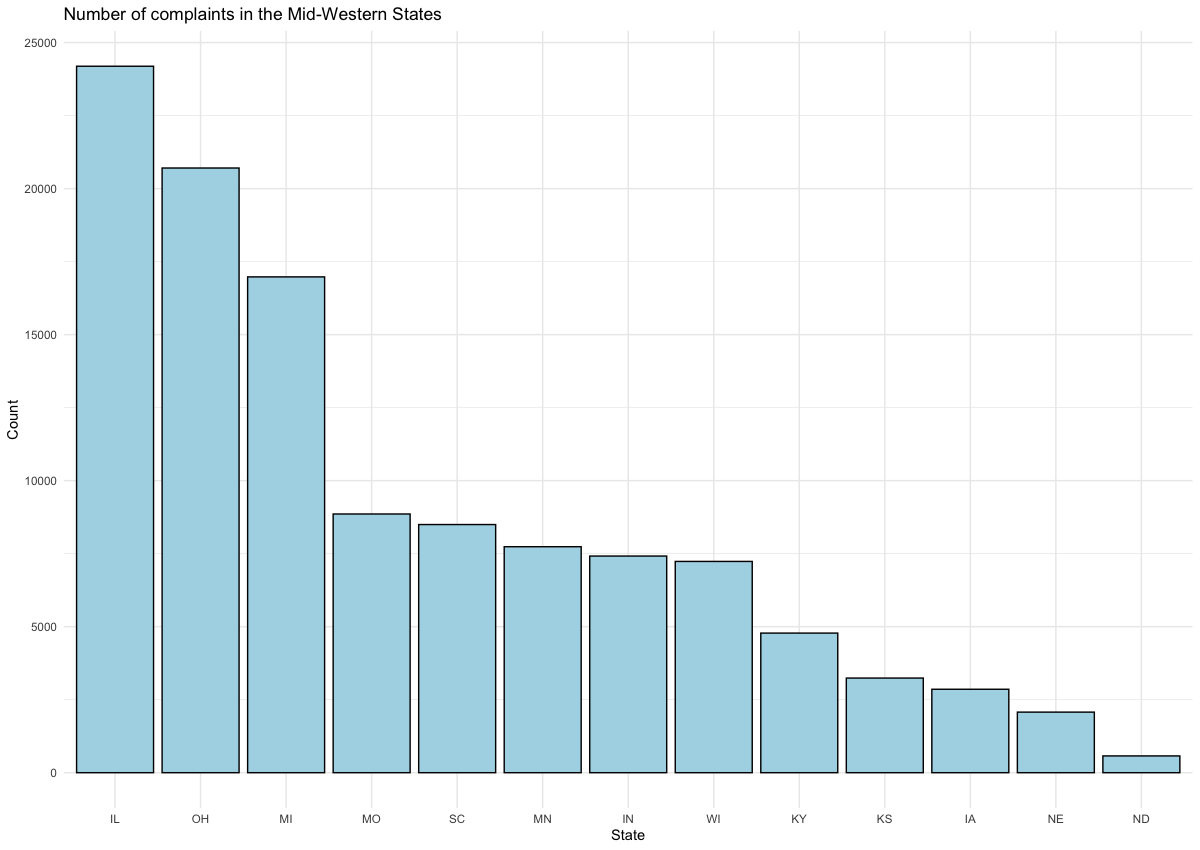 Number of complaints in the Mid-Western States
25000
20000
15000
10000
5000
0
Count
IL OH MI MO SC MN IN WI KY KS IA NE ND
State